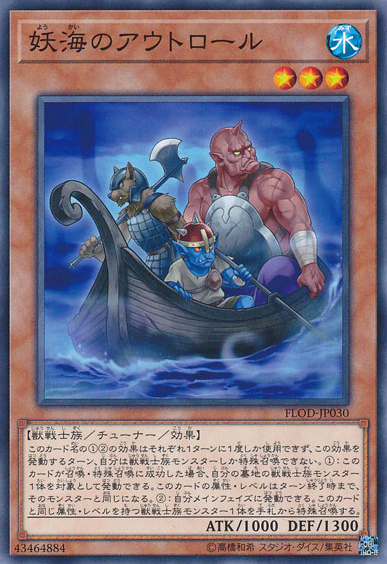 妖海のアウトロール
水
FLOD-JP030
【獣戦士族／チューナー／効果】
このカード名の①②の効果はそれぞれ1ターンに1度しか使用できず、この効果を
発動するターン、自分は獣戦士族モンスターしか特殊召喚できない。①：この
カードが召喚・特殊召喚に成功した場合、自分の墓地の獣戦士族モンスター
1体を対象として発動できる。このカードの属性・レベルはターン終了時まで、
そのモンスターと同じになる。②：自分メインフェイズに発動できる。このカード
と同じ属性・レベルを持つ獣戦士族モンスター1体を手札から特殊召喚する。
ATK/1000 DEF/1300
43464884 ©高橋和希 スタジオ・ダイス/集英社